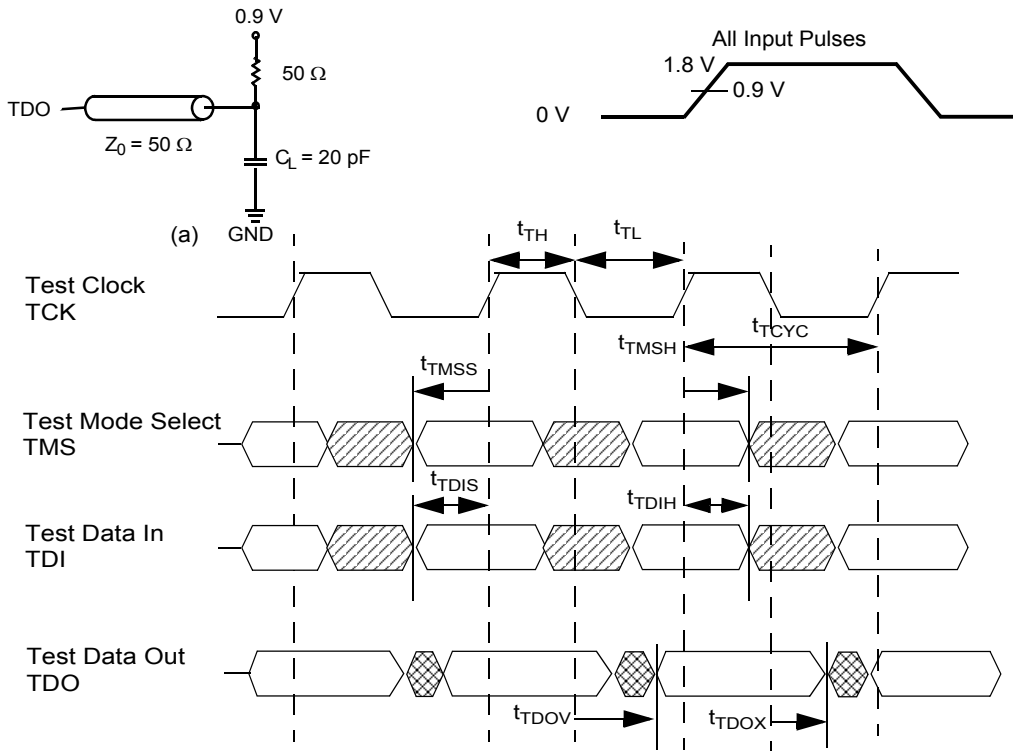 0.9 V
50 Ω
TDO
Z0 = 50 Ω
CL = 20 pF
(a)
GND
All Input Pulses
1.8 V
0.9 V
0 V
tTH
tTL
Test Clock
TCK
tTCYC
tTMSH
tTMSS
Test Mode Select
TMS
tTDIS
tTDIH
Test Data In
TDI
Test Data Out
TDO
tTDOV
tTDOX